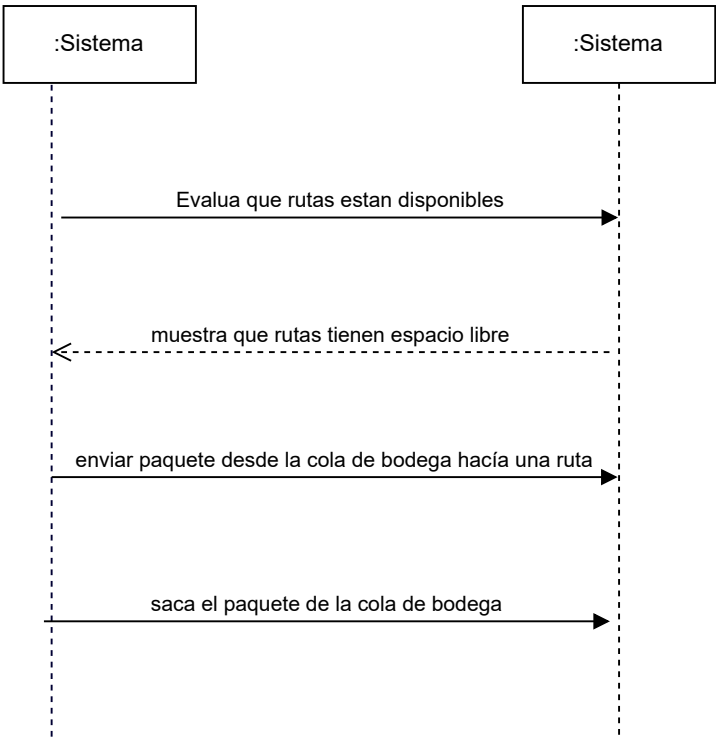 :Sistema
:Sistema
Evalua que rutas estan disponibles
muestra que rutas tienen espacio libre
enviar paquete desde la cola de bodega hacía una ruta
saca el paquete de la cola de bodega